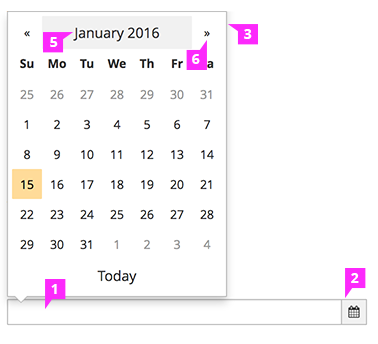 « January 2016 » 3
5 6
Su Mo Tu We Th Fr a
25 26 27 28 29 30 31
1 2 3 4 5 6 7
8 9 10 11 12 13 14
15 16 17 18 19 20 21
22 23 24 25 26 27 28
29 30 31 1 2 3 4
Today
1 2